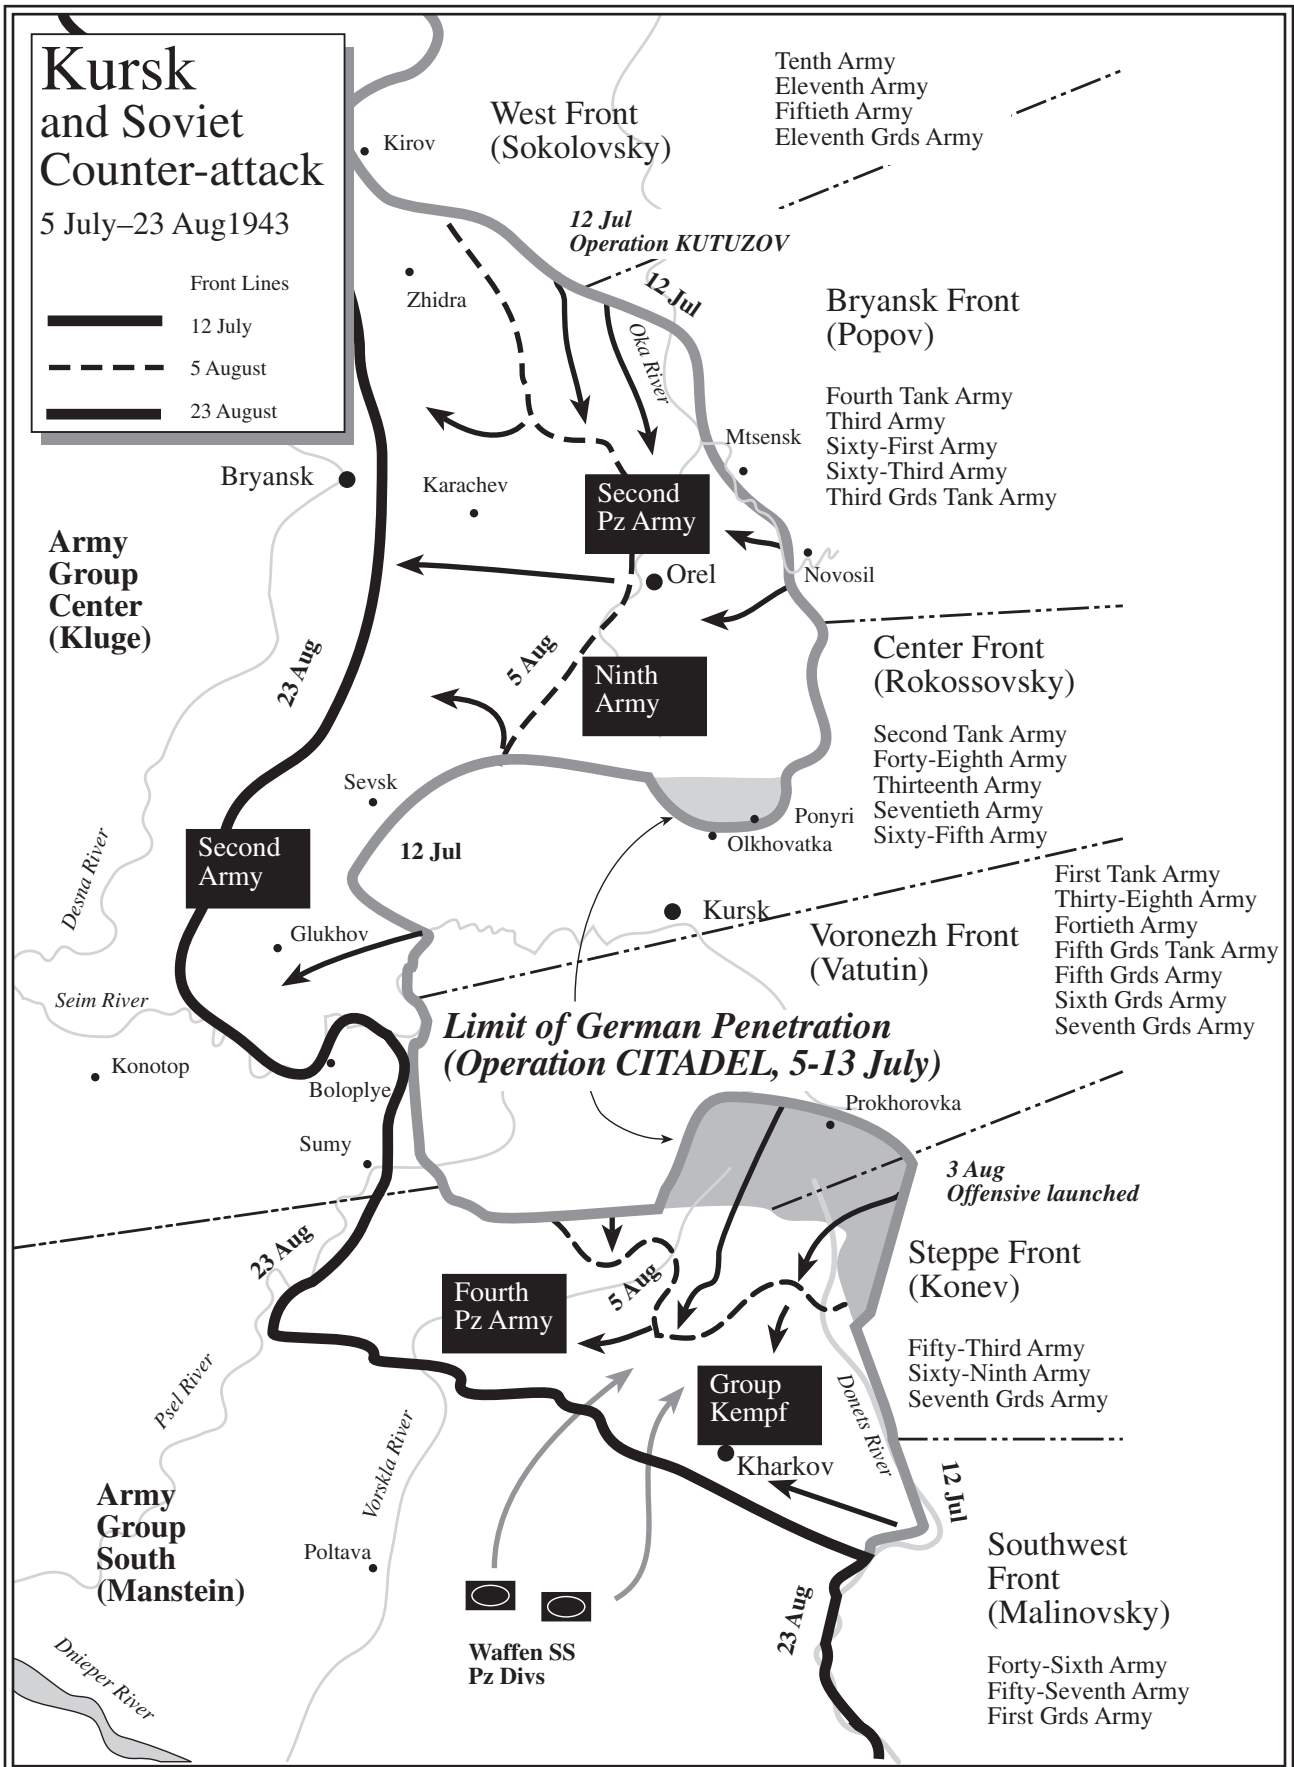 Kursk
and Soviet
Counter-attack
5 July–23 Aug1943
Front Lines
12 July
5 August
23 August
Kirov
West Front
(Sokolovsky)
Tenth Army
Eleventh Army
Fiftieth Army
Eleventh Grds Army
12 Jul
Operation KUTUZOV
Zhidra
12 Jul
Oka River
Bryansk Front
(Popov)
Fourth Tank Army
Third Army
Sixty-First Army
Sixty-Third Army
Third Grds Tank Army
Mtsensk
Bryansk
Karachev
Second
Pz Army
Army
Group
Center
(Kluge)
Orel
Novosil
23 Aug
5 Aug
Ninth
Army
Center Front
(Rokossovsky)
Second Tank Army
Forty-Eighth Army
Thirteenth Army
Seventieth Army
Sixty-Fifth Army
Sevsk
Ponyri
Olkhovatka
12 Jul
Second
Army
Desna River
Kursk
First Tank Army
Thirty-Eighth Army
Fortieth Army
Fifth Grds Tank Army
Fifth Grds Army
Sixth Grds Army
Seventh Grds Army
Voronezh Front
(Vatutin)
Glukhov
Seim River
Limit of German Penetration
(Operation CITADEL, 5-13 July)
Konotop
Boloplye
Prokhorovka
Sumy
3 Aug
Offensive launched
23 Aug
5 Aug
Steppe Front
(Konev)
Fourth
Pz Army
Fifty-Third Army
Sixty-Ninth Army
Seventh Grds Army
Group
Kempf
Psel River
Vorskla River
Donets River
Kharkov
12 Jul
Army
Group
South
(Manstein)
Poltava
Southwest
Front
(Malinovsky)
23 Aug
Waffen SS
Pz Divs
Dnieper River
Forty-Sixth Army
Fifty-Seventh Army
First Grds Army